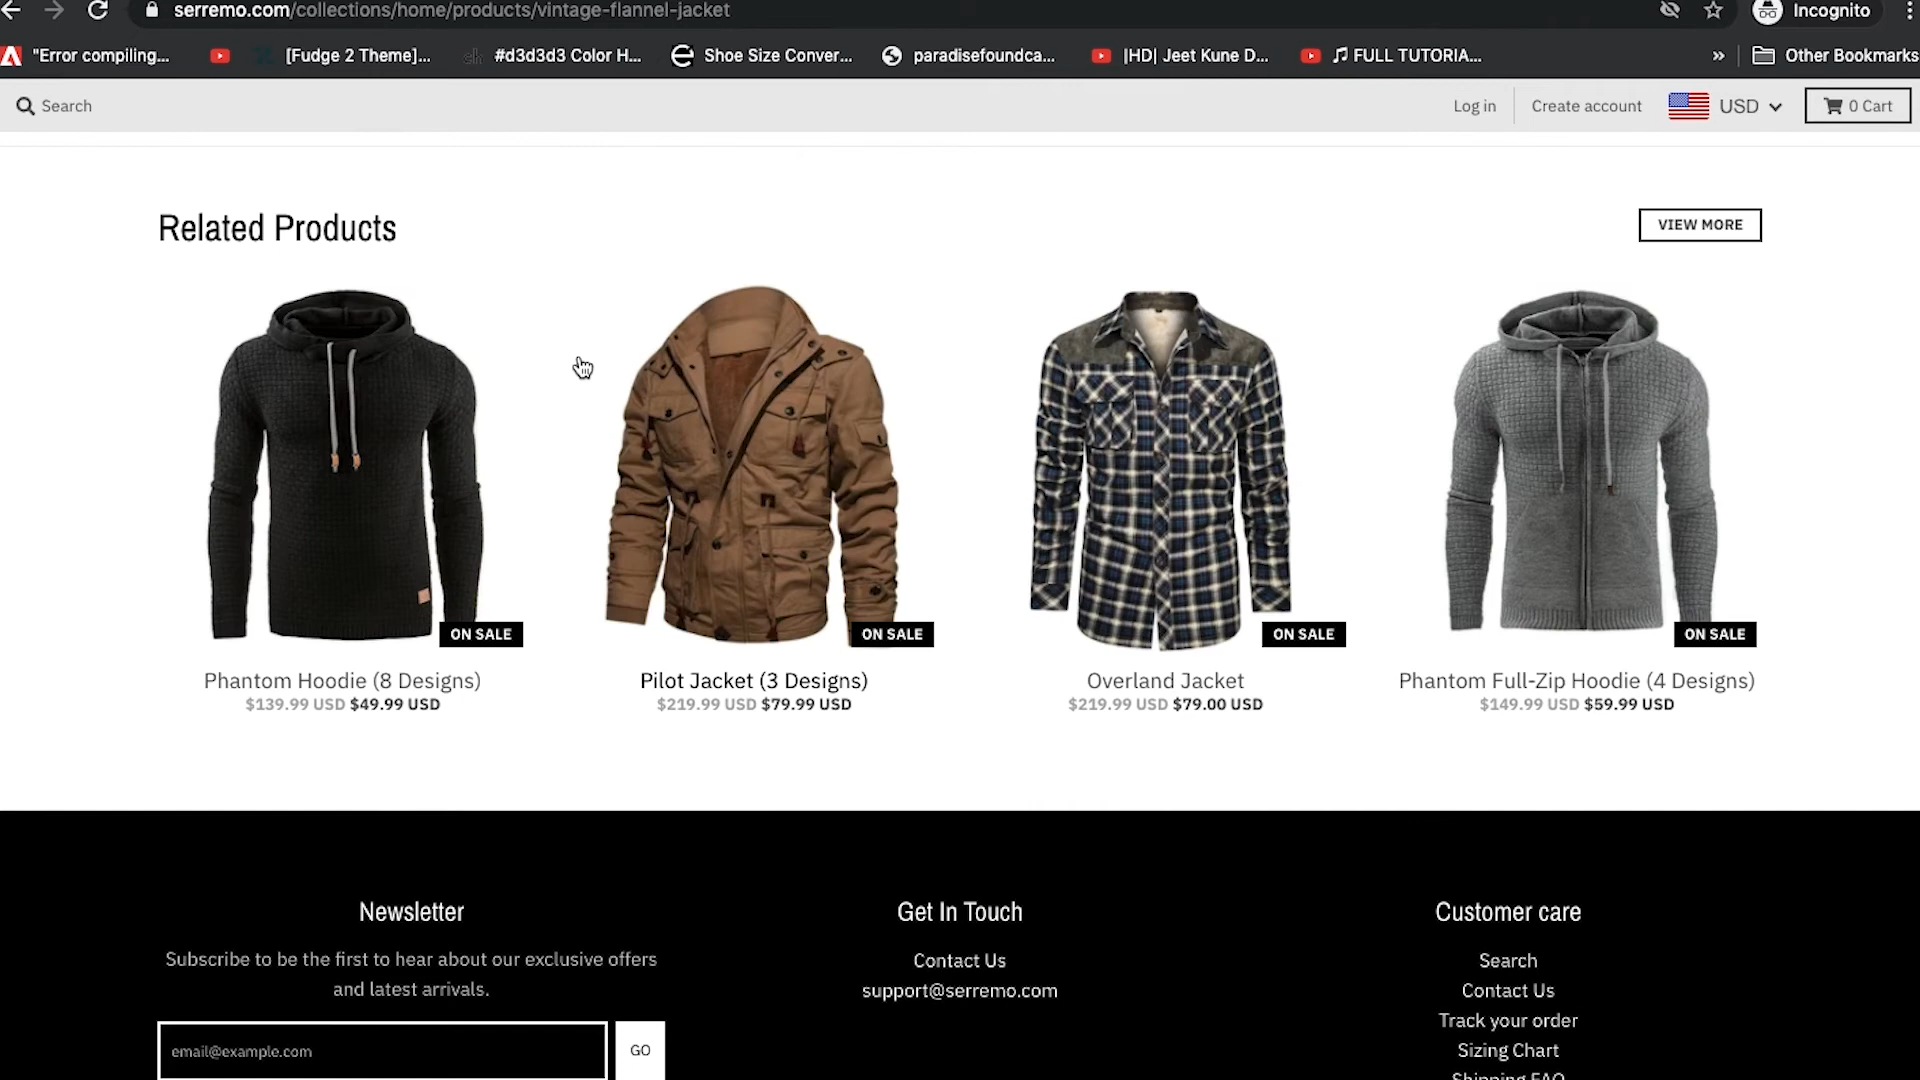 serremo.com/collections/home/products/vintage-flannel-jacket
Incognito
"Error compiling...
[Fudge 2 Theme]...
#d3d3d3 Color H...
Shoe Size Conver...
paradisefoundca...
|HD| Jeet Kune D...
♫ FULL TUTORIA...
»
Other Bookmarks
Search
Log in
Create account
USD
0 Cart
Related Products
VIEW MORE
ON SALE
ON SALE
ON SALE
ON SALE
Phantom Hoodie (8 Designs)
$139.99 USD $49.99 USD
Pilot Jacket (3 Designs)
$219.99 USD $79.99 USD
Overland Jacket
$219.99 USD $79.00 USD
Phantom Full-Zip Hoodie (4 Designs)
$149.99 USD $59.99 USD
Newsletter
Subscribe to be the first to hear about our exclusive offers
and latest arrivals.
email@example.com
GO
Get In Touch
Contact Us
support@serremo.com
Customer care
Search
Contact Us
Track your order
Sizing Chart
Shipping FAQ